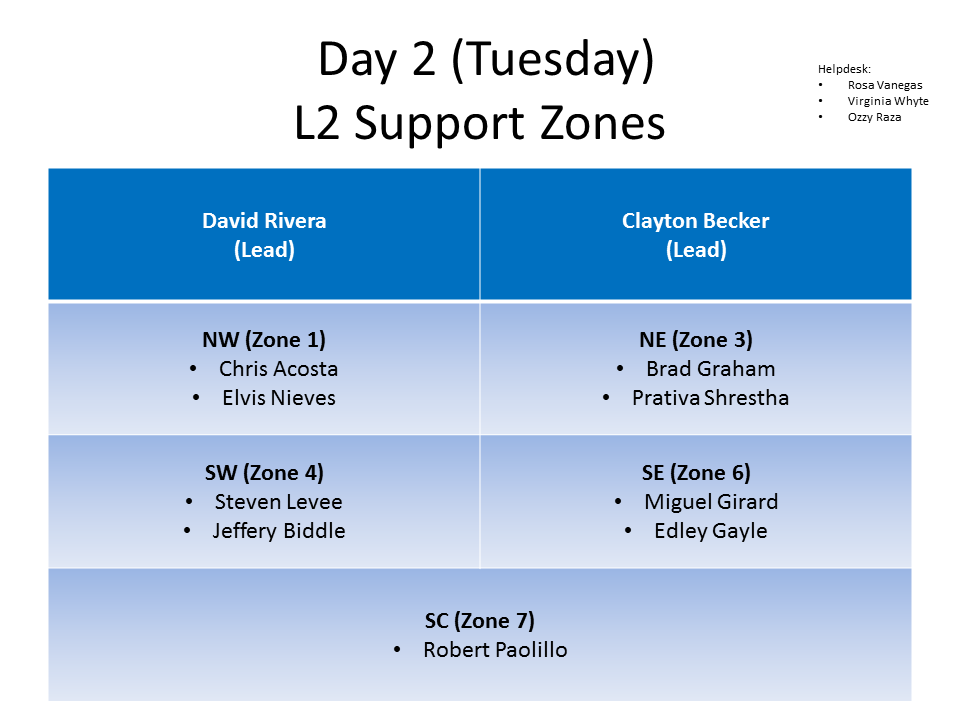 Day 2 (Tuesday)
L2 Support Zones
Helpdesk:
• Rosa Vanegas
• Virginia Whyte
• Ozzy Raza
David Rivera
(Lead)
Clayton Becker
(Lead)
NW (Zone 1)
• Chris Acosta
• Elvis Nieves
NE (Zone 3)
• Brad Graham
• Prativa Shrestha
SW (Zone 4)
• Steven Levee
• Jeffery Biddle
SE (Zone 6)
• Miguel Girard
• Edley Gayle
SC (Zone 7)
• Robert Paolillo